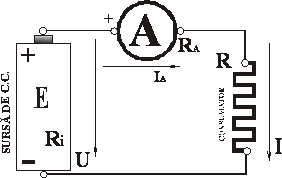 SURSĂ DE C.C.
+
E
Ri
-
U
+
A
RA
IA
R
CONSUMATOR
I